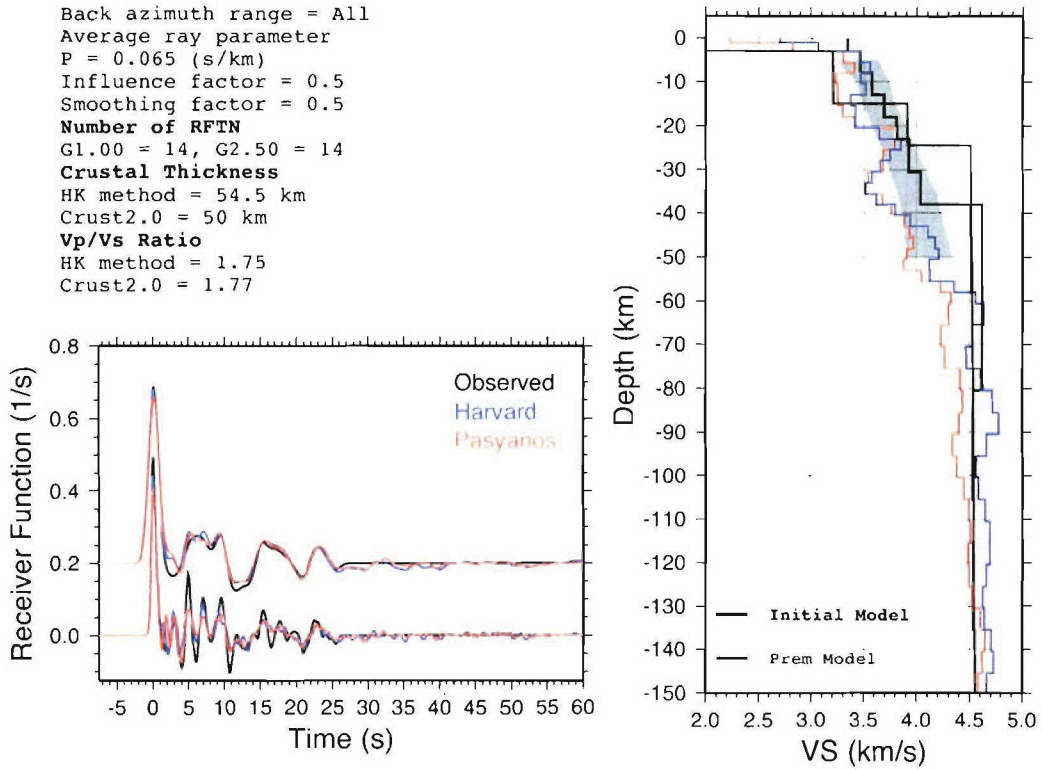 Back azimuth range = All
Average ray parameter
P = 0.065 (s/km)
Influence factor = 0.5
Smoothing factor = 0.5
Number of RFTN
G1.00 = 14, G2.50 = 14
Crustal Thickness
HK method = 54.5 km
Crust2.0 = 50 km
Vp/Vs Ratio
HK method = 1.75
Crust2.0 = 1.77
Receiver Function (1/s)
0.8
0.6
0.4
0.2
0.0
Observed
Harvard
Pasyanos
-5 0 5 10 15 20 25 30 35 40 45 50 55 60
Time (s)
Depth (km)
0
-10
-20
-30
-40
-50
-60
-70
-80
-90
-100
-110
-120
-130
-140
-150
Initial Model
Prem Model
2.0 2.5 3.0 3.5 4.0 4.5 5.0
VS (km/s)